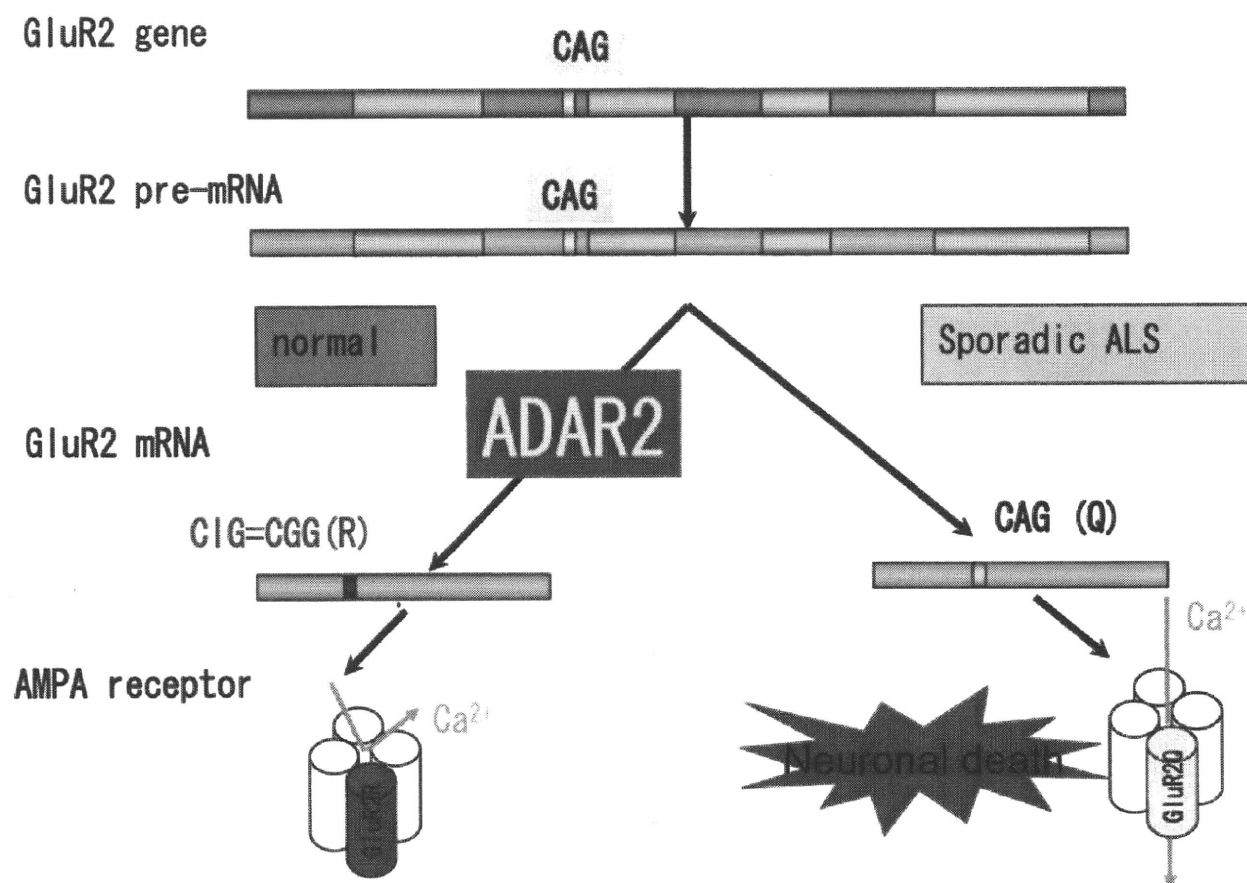 GluR2 gene
CAG
GluR2 pre-mRNA
CAG
normal
Sporadic ALS
ADAR2
GluR2 mRNA
CIG=CGG(R)
CAG (Q)
Ca²⁺
AMPA receptor
Ca²⁺
Neuronal death
GluR2R
GluR2Q